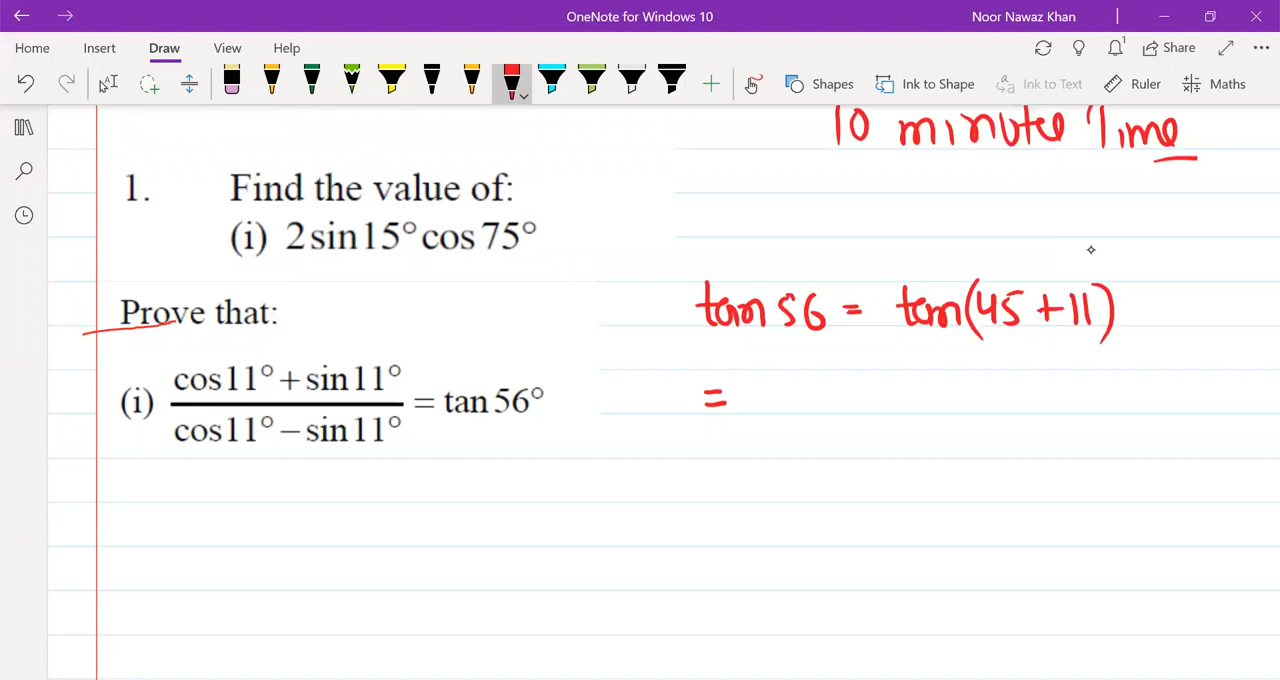 OneNote for Windows 10
Noor Nawaz Khan
Home Insert Draw View Help
1 Share
Shapes Ink to Shape Ink to Text Ruler Maths
10 minute Time
1. Find the value of:
(i) 2 sin 15° cos 75°
Prove that:
(i) (cos 11° + sin 11°) / (cos 11° − sin 11°) = tan 56°
tan 56 = tan(45 + 11)
=